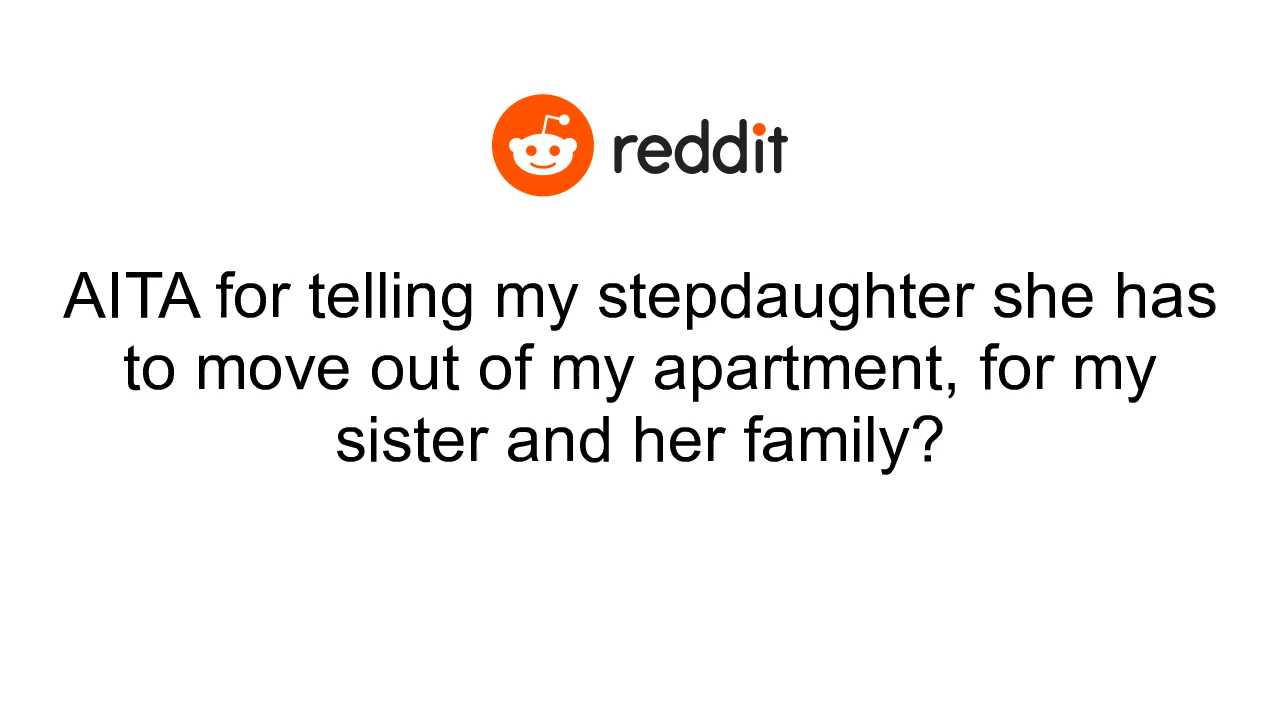 reddit
AITA for telling my stepdaughter she has
to move out of my apartment, for my
sister and her family?